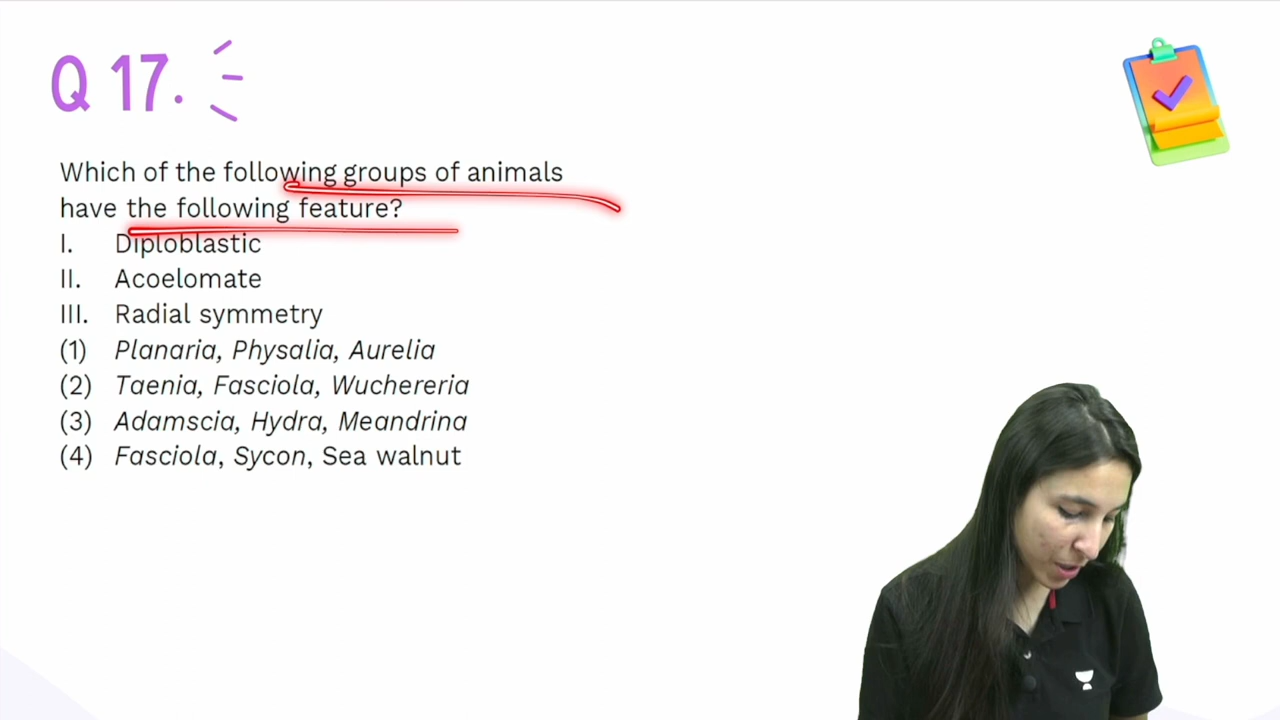 Q 17.
Which of the following groups of animals
have the following feature?
I. Diploblastic
II. Acoelomate
III. Radial symmetry
(1) Planaria, Physalia, Aurelia
(2) Taenia, Fasciola, Wuchereria
(3) Adamscia, Hydra, Meandrina
(4) Fasciola, Sycon, Sea walnut